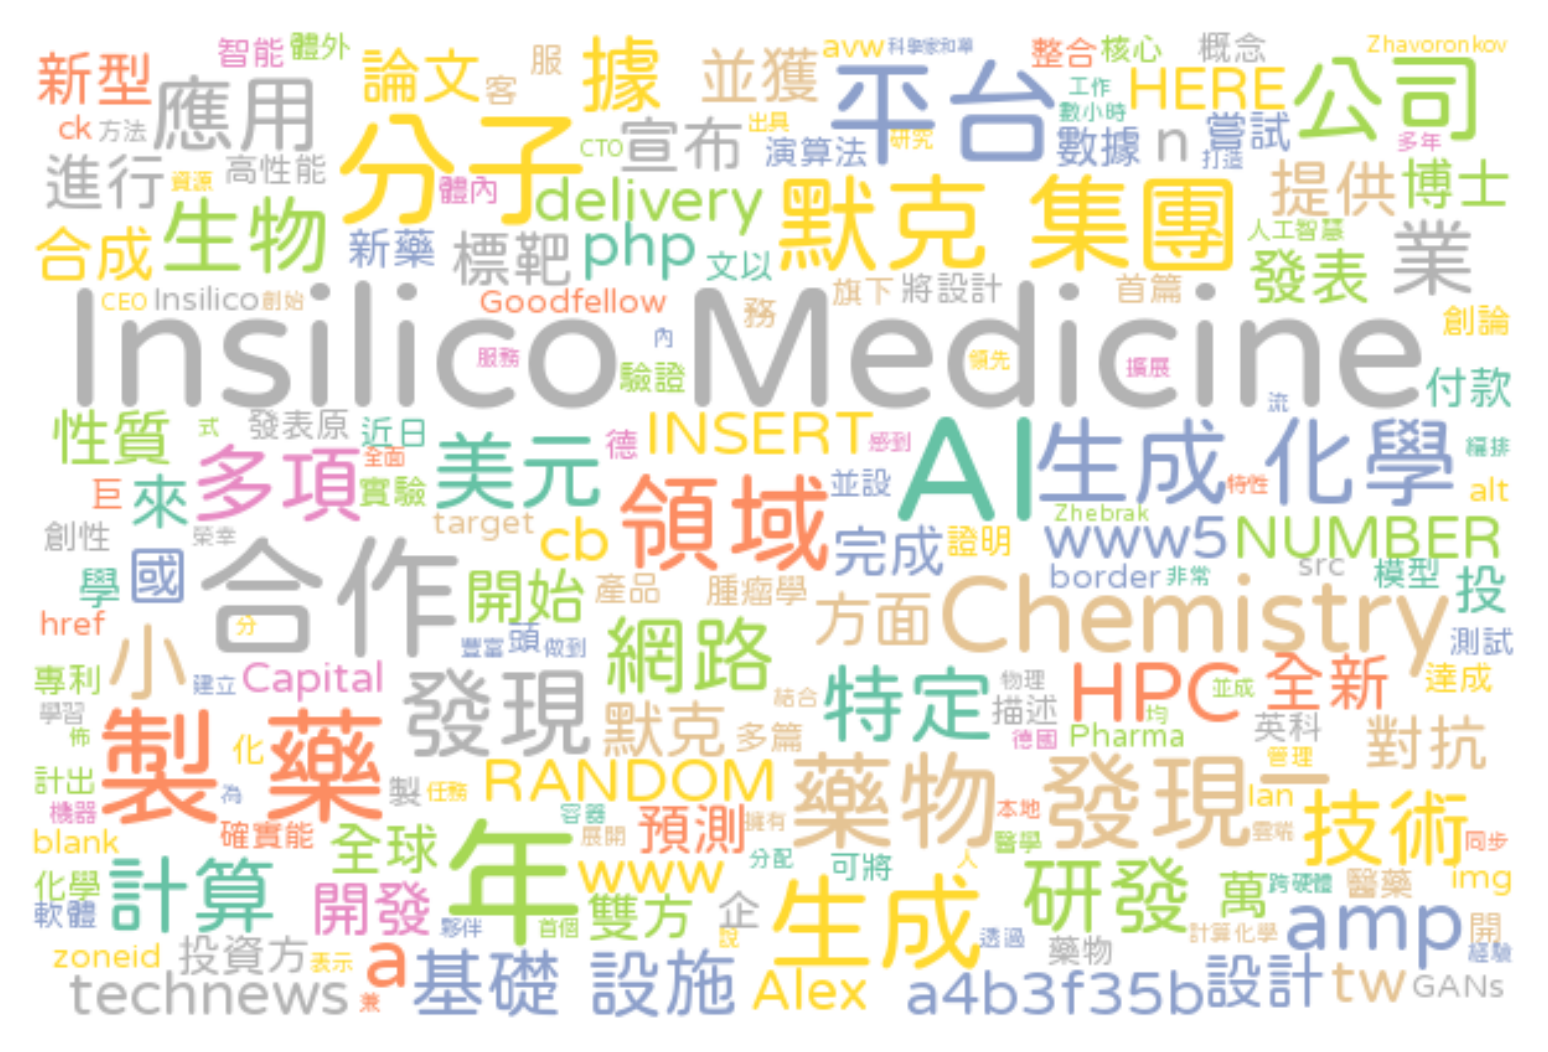 新型 智能 體外 論文 客 服 據 並獲 avw 科學家和藥 整合 核心 概念 Zhavoronkov
ck 方法 應用 分子 CTO 宣布 出具 演算法 平台 研究 工作 數小時 HERE 數據 n 嘗試 打造 公司 多年
進行 資源 高性能 體內 delivery 默克 集團 提供 博士
合成 生物 新藥 標靶 php 文以 人工智慧 發表 業
CEO Insilico 創始 Goodfellow 務 旗下 將設計 首篇 創論
Insilico Medicine
服務 驗證 內 領先 擴展 付款
性質 式 發表原 近日 德 INSERT 感到 流
巨 來 多項 全面 實驗 美元 領域 並設 AI 生成 化學 特性 編排 alt
創性 榮幸 target cb 完成 證明 Zhebrak www5 NUMBER
學 國 合作 開始 產品 腫瘤學 border 非常 src 模型 投
href 小 分 豐富 頭 做到 網路 方面 Chemistry 測試
專利 建立 Capital 發現 結合 特定 物理 HPC 並成 全新 達成
學習 佈 製藥 默克 多篇 描述 德國 Pharma 均 英科 對抗
計出 化 為 製 任務 RANDOM 藥物 發現 一 管理 lan
機器 容器 本地
blank 確實能 全球 年 展開 預測 擁有 醫學 雲端 技術 同步
化學 計算 開發 www 分配 可將 人 研發 萬 跨硬體 醫藥 img
軟體 夥伴 首個 雙方 企 說 生成 透過 計算化學 amp 開
zoneid 投資方 表示 a 藥物 經驗
technews 兼 基礎 設施 Alex a4b3f35b 設計 tw GANs